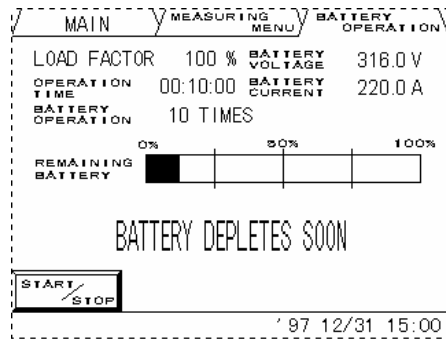 MAIN
MEASURING MENU
BATTERY OPERATION
LOAD FACTOR 100 % BATTERY VOLTAGE 316.0 V
OPERATION TIME 00:10:00 BATTERY CURRENT 220.0 A
BATTERY OPERATION 10 TIMES
0% 50% 100%
REMAINING BATTERY
BATTERY DEPLETES SOON
START/STOP
'97 12/31 15:00